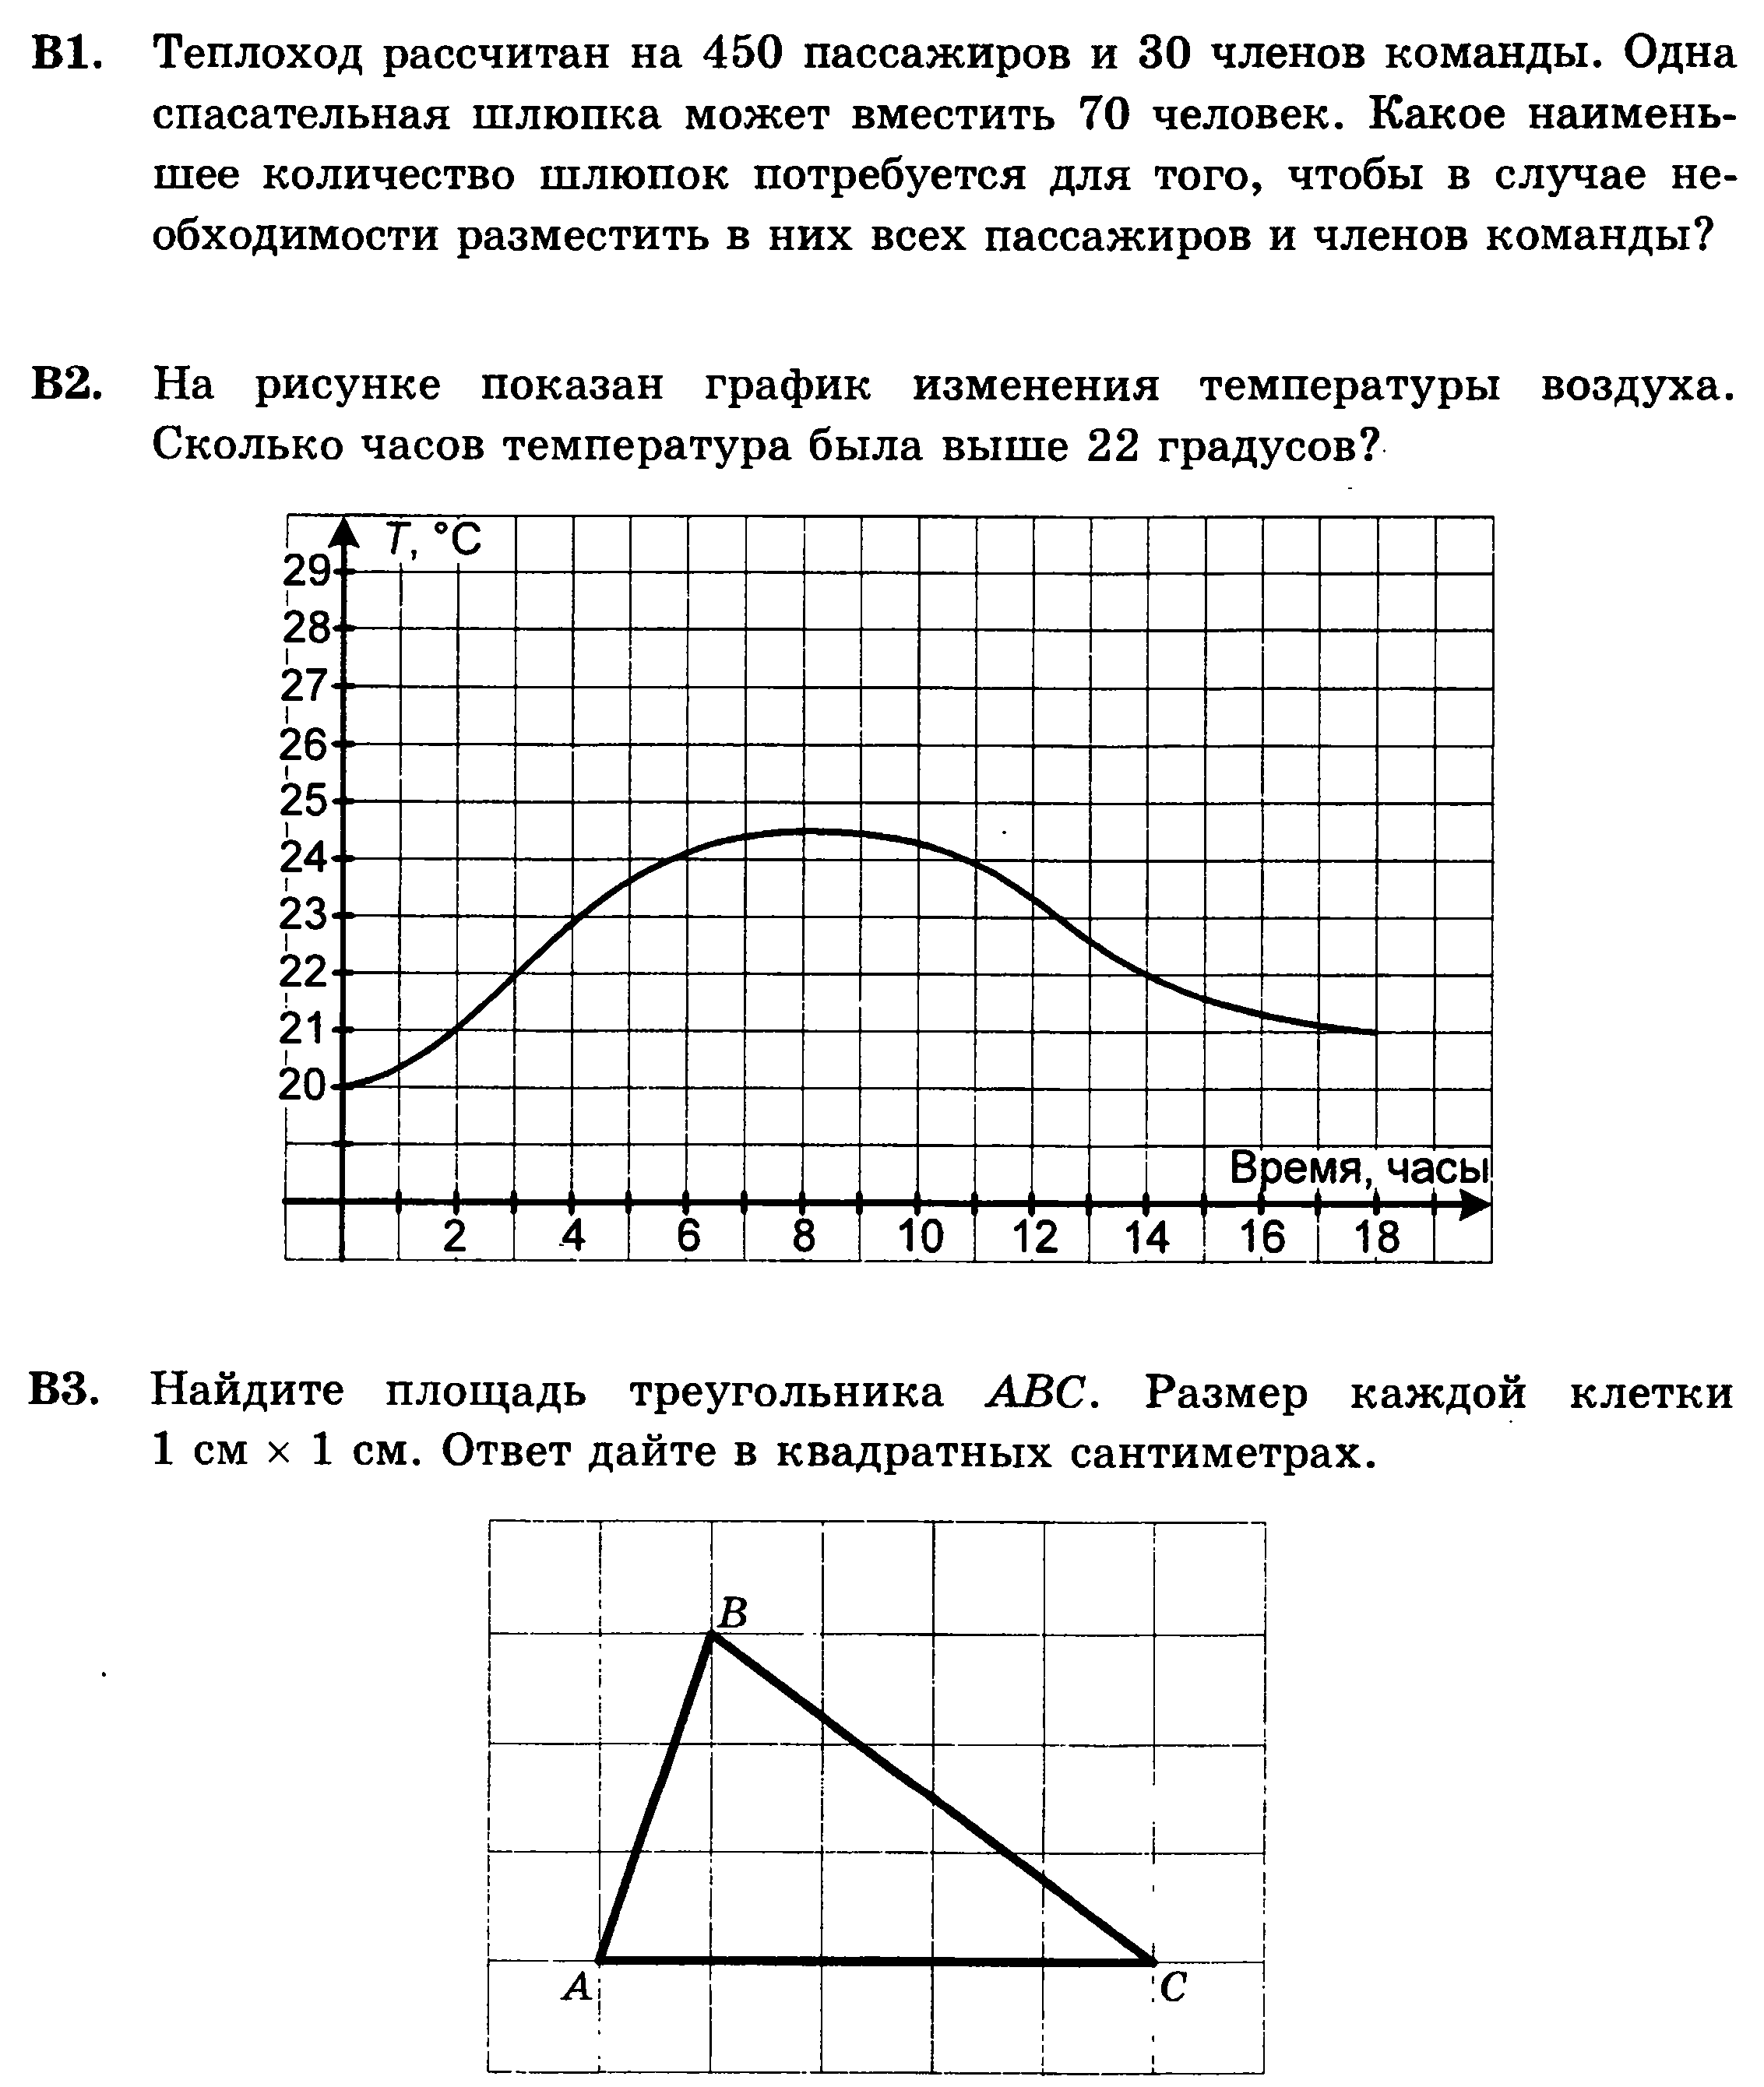 В1. Теплоход рассчитан на 450 пассажиров и 30 членов команды. Одна
спасательная шлюпка может вместить 70 человек. Какое наимень-
шее количество шлюпок потребуется для того, чтобы в случае не-
обходимости разместить в них всех пассажиров и членов команды?
В2. На рисунке показан график изменения температуры воздуха.
Сколько часов температура была выше 22 градусов?
T, °C
29
28
27
26
25
24
23
22
21
20
Время, часы
2 4 6 8 10 12 14 16 18
В3. Найдите площадь треугольника ABC. Размер каждой клетки
1 см × 1 см. Ответ дайте в квадратных сантиметрах.
B
A C